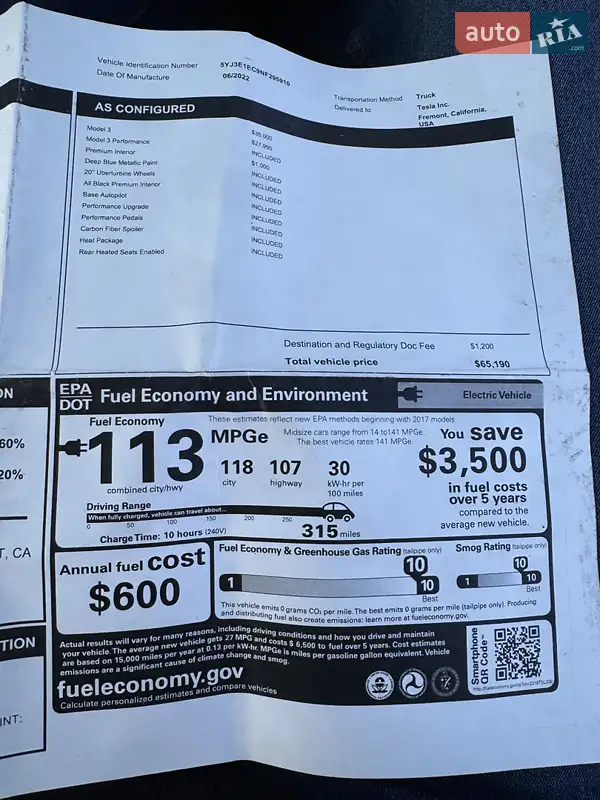 auto RIA .com
Vehicle Identification Number 5YJ3E1EC9NF295910
Date Of Manufacture 06/2022
Transportation Method Truck
Delivered to Tesla Inc.
Fremont, California,
USA
AS CONFIGURED
Model 3 $35,000
Model 3 Performance $27,990
Premium Interior INCLUDED
Deep Blue Metallic Paint $1,000
20" Uberturbine Wheels INCLUDED
All Black Premium Interior INCLUDED
Base Autopilot INCLUDED
Performance Upgrade INCLUDED
Performance Pedals INCLUDED
Carbon Fiber Spoiler INCLUDED
Heat Package INCLUDED
Rear Heated Seats Enabled INCLUDED
Destination and Regulatory Doc Fee $1,200
Total vehicle price $65,190
ON
60%
20%
T, CA
TION
INT:
EPA
DOT
Fuel Economy and Environment
Electric Vehicle
Fuel Economy
These estimates reflect new EPA methods beginning with 2017 models
113 MPGe
Midsize cars range from 14 to 141 MPGe.
The best vehicle rates 141 MPGe.
118 107 30
city highway kW-hr per
100 miles
combined city/hwy
You save
$3,500
in fuel costs
over 5 years
compared to the
average new vehicle.
Driving Range
When fully charged, vehicle can travel about...
0 50 100 150 200 250
315 miles
Charge Time: 10 hours (240V)
Annual fuel cost
$600
Fuel Economy & Greenhouse Gas Rating (tailpipe only)
1 10 10
Best
Smog Rating (tailpipe only)
1 10 10
Best
This vehicle emits 0 grams CO₂ per mile. The best emits 0 grams per mile (tailpipe only). Producing
and distributing fuel also create emissions: learn more at fueleconomy.gov.
Actual results will vary for many reasons, including driving conditions and how you drive and maintain
your vehicle. The average new vehicle gets 27 MPG and costs $ 6,500 to fuel over 5 years. Cost estimates
are based on 15,000 miles per year at 0.13 per kW-hr. MPGe is miles per gasoline gallon equivalent. Vehicle
emissions are a significant cause of climate change and smog.
fueleconomy.gov
Calculate personalized estimates and compare vehicles
Smartphone
QR Code™